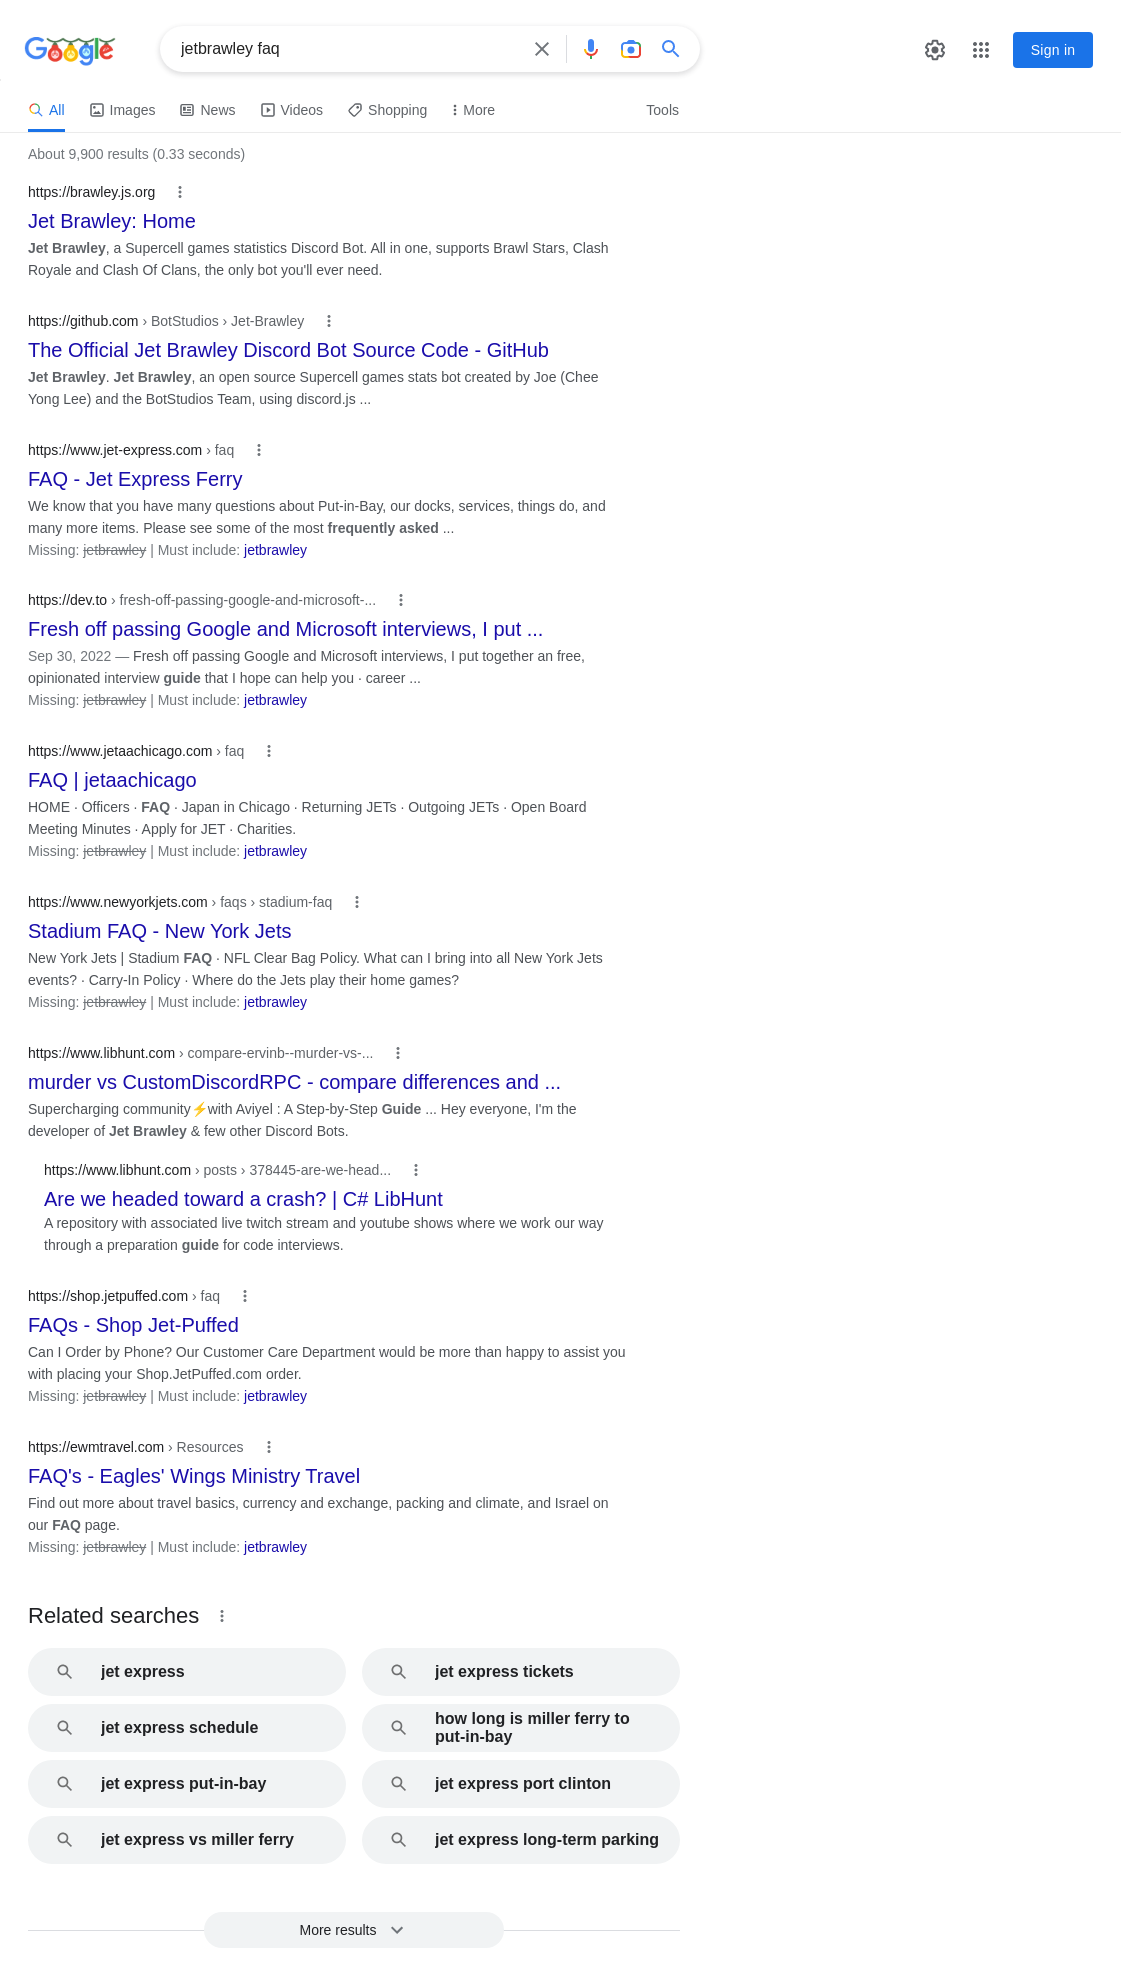 Google
jetbrawley faq
Sign in
All
Images
News
Videos
Shopping
More
Tools
About 9,900 results (0.33 seconds)
https://brawley.js.org
Jet Brawley: Home
Jet Brawley, a Supercell games statistics Discord Bot. All in one, supports Brawl Stars, Clash
Royale and Clash Of Clans, the only bot you'll ever need.
https://github.com › BotStudios › Jet-Brawley
The Official Jet Brawley Discord Bot Source Code - GitHub
Jet Brawley. Jet Brawley, an open source Supercell games stats bot created by Joe (Chee
Yong Lee) and the BotStudios Team, using discord.js ...
https://www.jet-express.com › faq
FAQ - Jet Express Ferry
We know that you have many questions about Put-in-Bay, our docks, services, things do, and
many more items. Please see some of the most frequently asked ...
Missing: jetbrawley | Must include: jetbrawley
https://dev.to › fresh-off-passing-google-and-microsoft-...
Fresh off passing Google and Microsoft interviews, I put ...
Sep 30, 2022 — Fresh off passing Google and Microsoft interviews, I put together an free,
opinionated interview guide that I hope can help you · career ...
Missing: jetbrawley | Must include: jetbrawley
https://www.jetaachicago.com › faq
FAQ | jetaachicago
HOME · Officers · FAQ · Japan in Chicago · Returning JETs · Outgoing JETs · Open Board
Meeting Minutes · Apply for JET · Charities.
Missing: jetbrawley | Must include: jetbrawley
https://www.newyorkjets.com › faqs › stadium-faq
Stadium FAQ - New York Jets
New York Jets | Stadium FAQ · NFL Clear Bag Policy. What can I bring into all New York Jets
events? · Carry-In Policy · Where do the Jets play their home games?
Missing: jetbrawley | Must include: jetbrawley
https://www.libhunt.com › compare-ervinb--murder-vs-...
murder vs CustomDiscordRPC - compare differences and ...
Supercharging community⚡with Aviyel : A Step-by-Step Guide ... Hey everyone, I'm the
developer of Jet Brawley & few other Discord Bots.
https://www.libhunt.com › posts › 378445-are-we-head...
Are we headed toward a crash? | C# LibHunt
A repository with associated live twitch stream and youtube shows where we work our way
through a preparation guide for code interviews.
https://shop.jetpuffed.com › faq
FAQs - Shop Jet-Puffed
Can I Order by Phone? Our Customer Care Department would be more than happy to assist you
with placing your Shop.JetPuffed.com order.
Missing: jetbrawley | Must include: jetbrawley
https://ewmtravel.com › Resources
FAQ's - Eagles' Wings Ministry Travel
Find out more about travel basics, currency and exchange, packing and climate, and Israel on
our FAQ page.
Missing: jetbrawley | Must include: jetbrawley
Related searches
jet express
jet express tickets
jet express schedule
how long is miller ferry to
put-in-bay
jet express put-in-bay
jet express port clinton
jet express vs miller ferry
jet express long-term parking
More results